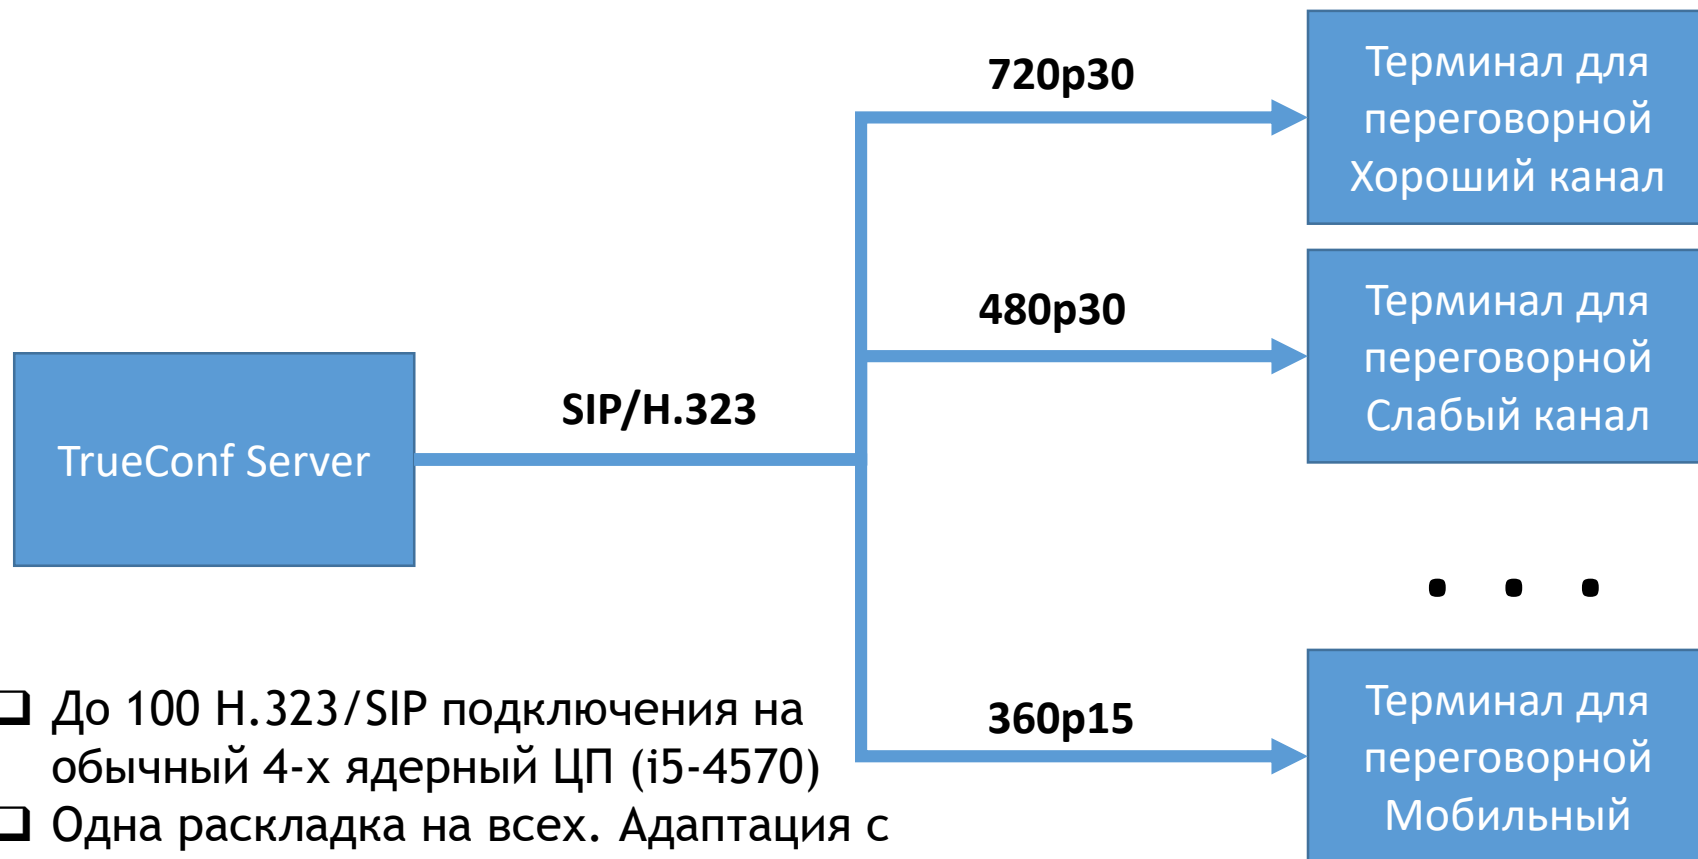 720p30
Терминал для
переговорной
Хороший канал
480p30
Терминал для
переговорной
Слабый канал
SIP/H.323
TrueConf Server
. . .
360p15
Терминал для
переговорной
Мобильный
До 100 H.323/SIP подключения на
обычный 4-х ядерный ЦП (i5-4570)
Одна раскладка на всех. Адаптация с